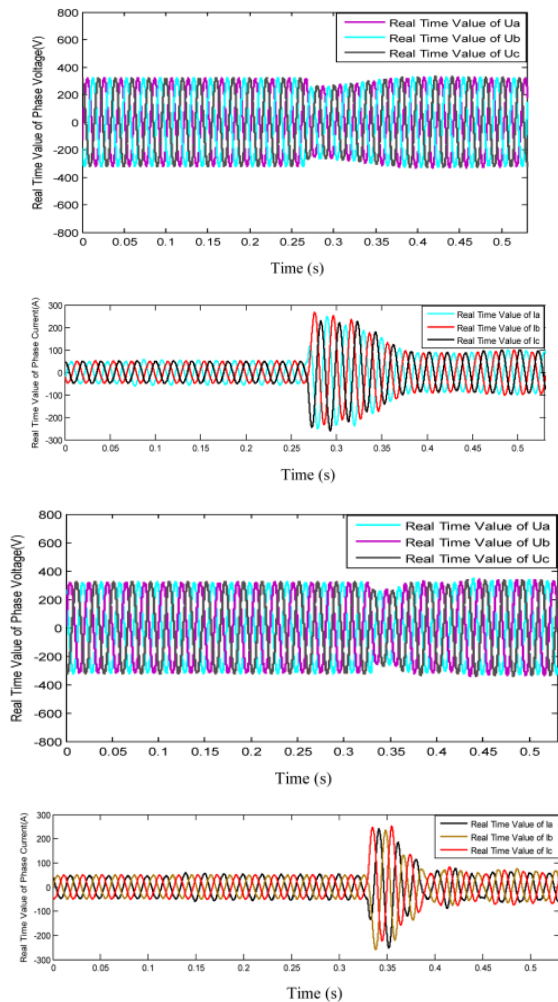 800
600
400
200
0
-200
-400
-600
-800
Real Time Value of Phase Voltage(V)
Real Time Value of Ua
Real Time Value of Ub
Real Time Value of Uc
0 0.05 0.1 0.15 0.2 0.25 0.3 0.35 0.4 0.45 0.5
Time (s)
300
200
100
0
-100
-200
-300
Real Time Value of Phase Current(A)
Real Time Value of Ia
Real Time Value of Ib
Real Time Value of Ic
0 0.05 0.1 0.15 0.2 0.25 0.3 0.35 0.4 0.45 0.5
Time (s)
800
600
400
200
0
-200
-400
-600
-800
Real Time Value of Phase Voltage(V)
Real Time Value of Ua
Real Time Value of Ub
Real Time Value of Uc
0 0.05 0.1 0.15 0.2 0.25 0.3 0.35 0.4 0.45 0.5
Time (s)
300
200
100
0
-100
-200
-300
Real Time Value of Phase Current(A)
Real Time Value of Ia
Real Time Value of Ib
Real Time Value of Ic
0 0.05 0.1 0.15 0.2 0.25 0.3 0.35 0.4 0.45 0.5
Time (s)